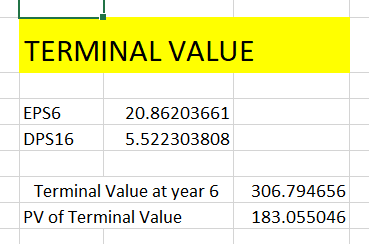 TERMINAL VALUE
EPS6 20.86203661
DPS16 5.522303808
Terminal Value at year 6 306.794656
PV of Terminal Value 183.055046